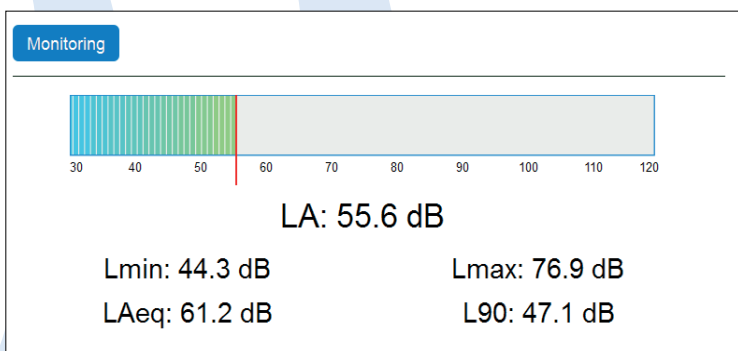 Monitoring
30 40 50 60 70 80 90 100 110 120
LA: 55.6 dB
Lmin: 44.3 dB Lmax: 76.9 dB
LAeq: 61.2 dB L90: 47.1 dB